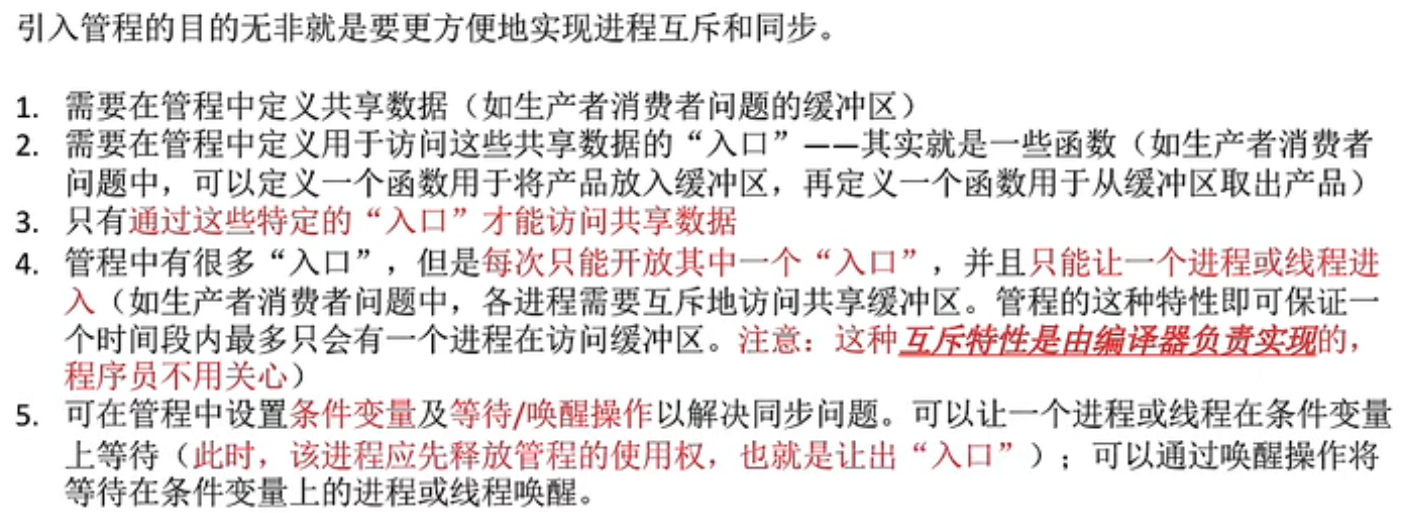 引入管程的目的无非就是要更方便地实现进程互斥和同步。
1. 需要在管程中定义共享数据（如生产者消费者问题的缓冲区）
2. 需要在管程中定义用于访问这些共享数据的“入口”——其实就是一些函数（如生产者消费者
问题中，可以定义一个函数用于将产品放入缓冲区，再定义一个函数用于从缓冲区取出产品）
3. 只有通过这些特定的“入口”才能访问共享数据
4. 管程中有很多“入口”，但是每次只能开放其中一个“入口”，并且只能让一个进程或线程进
入（如生产者消费者问题中，各进程需要互斥地访问共享缓冲区。管程的这种特性即可保证一
个时间段内最多只会有一个进程在访问缓冲区。注意：这种互斥特性是由编译器负责实现的，
程序员不用关心）
5. 可在管程中设置条件变量及等待/唤醒操作以解决同步问题。可以让一个进程或线程在条件变量
上等待（此时，该进程应先释放管程的使用权，也就是让出“入口”）；可以通过唤醒操作将
等待在条件变量上的进程或线程唤醒。